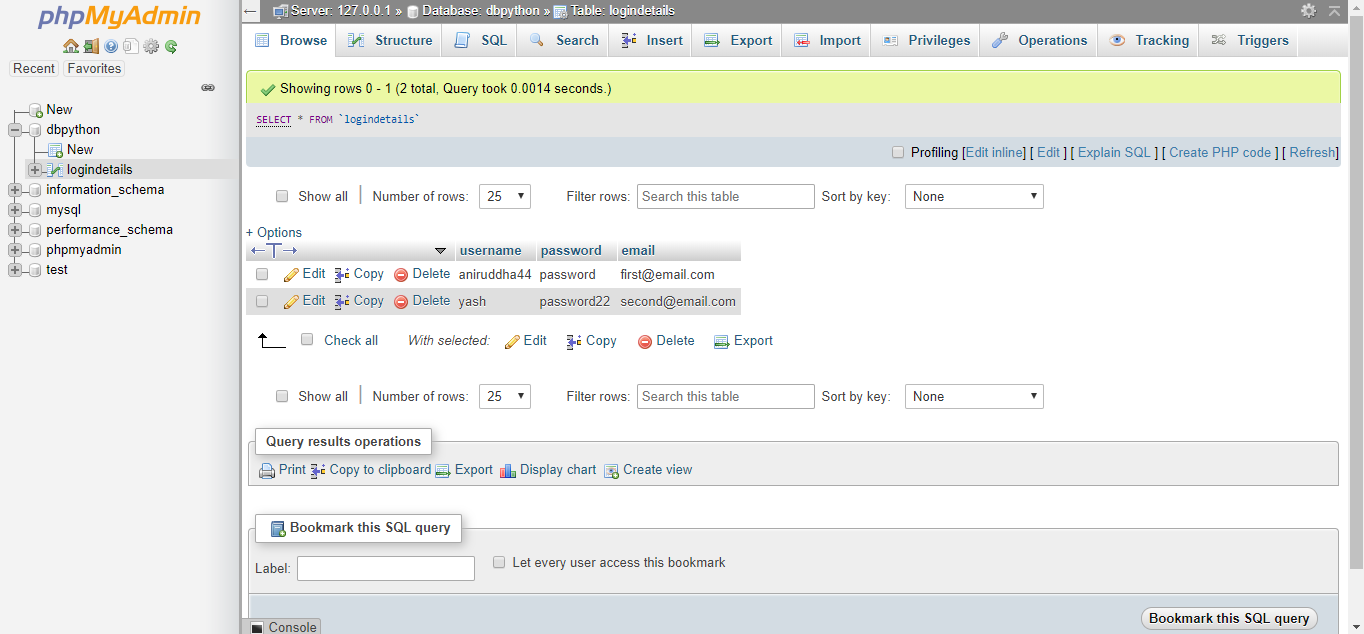 phpMyAdmin
Recent Favorites
New
dbpython
New
logindetails
information_schema
mysql
performance_schema
phpmyadmin
test
Server: 127.0.0.1 » Database: dbpython » Table: logindetails
Browse Structure SQL Search Insert Export Import Privileges Operations Tracking Triggers
Showing rows 0 - 1 (2 total, Query took 0.0014 seconds.)
SELECT * FROM `logindetails`
Profiling [Edit inline] [ Edit ] [ Explain SQL ] [ Create PHP code ] [ Refresh]
Show all Number of rows: 25 Filter rows: Search this table Sort by key: None
+ Options
username password email
Edit Copy Delete aniruddha44 password first@email.com
Edit Copy Delete yash password22 second@email.com
Check all With selected: Edit Copy Delete Export
Show all Number of rows: 25 Filter rows: Search this table Sort by key: None
Query results operations
Print Copy to clipboard Export Display chart Create view
Bookmark this SQL query
Label: Let every user access this bookmark
Bookmark this SQL query
Console